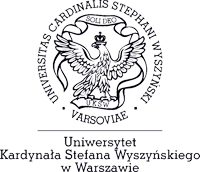 UNIVERSITAS CARDINALIS STEPHANI WYSZYŃSKI
· VARSOVIAE ·
SOLI DEO
UKSW
Uniwersytet
Kardynała Stefana Wyszyńskiego
w Warszawie